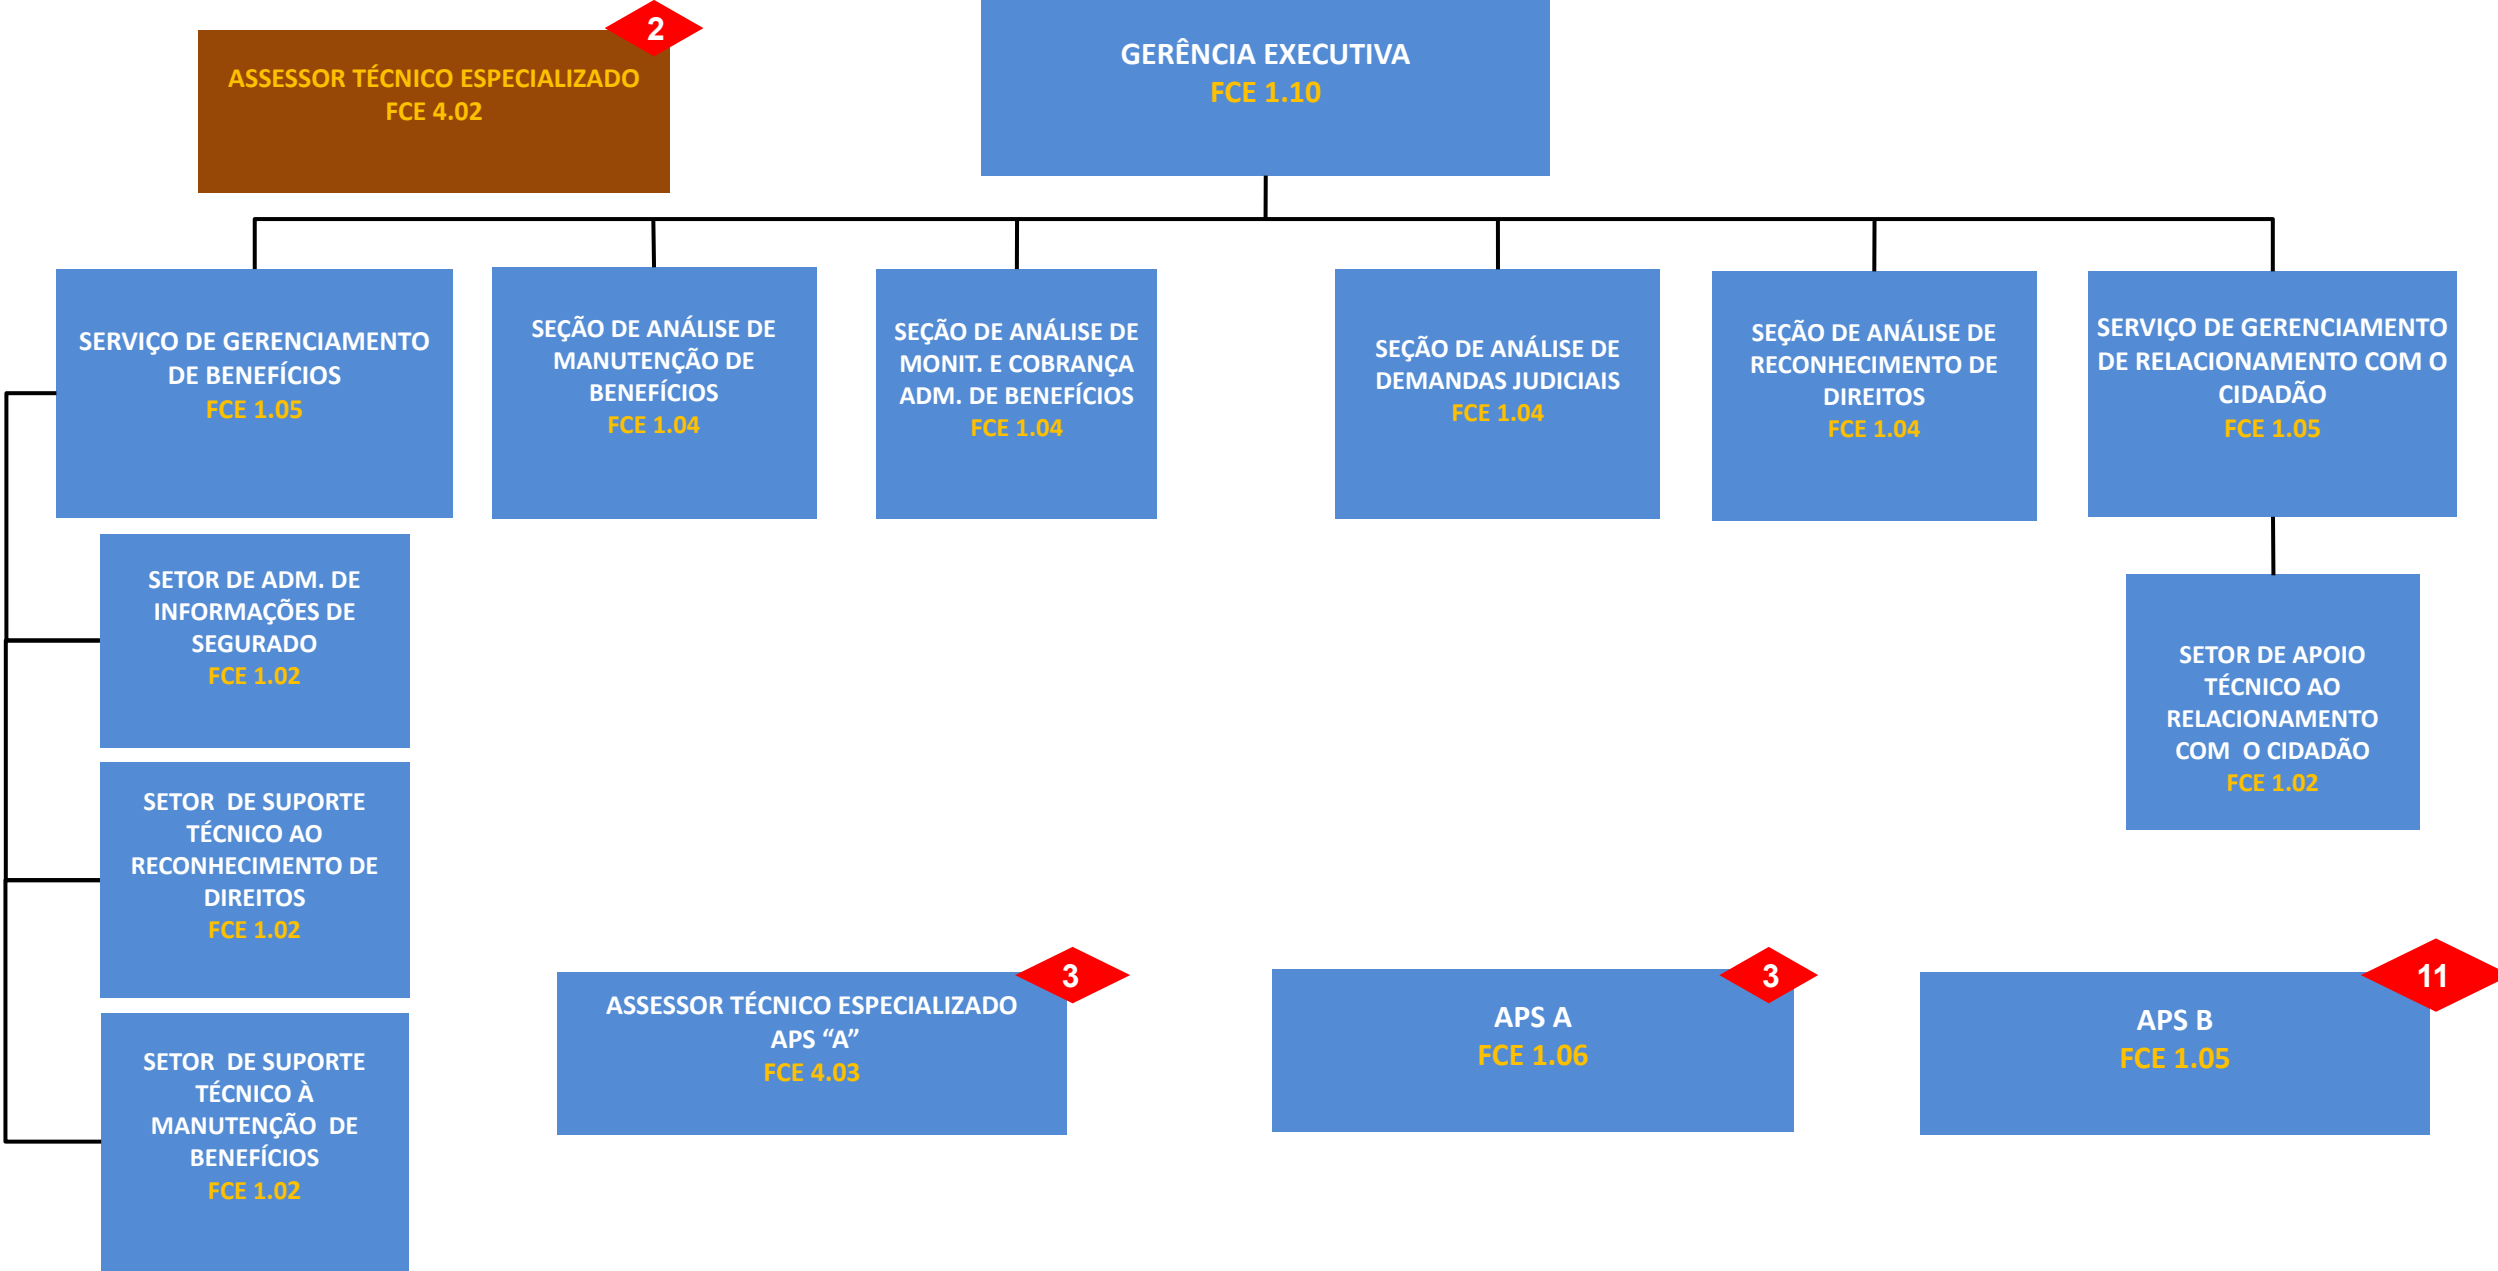 2
ASSESSOR TÉCNICO ESPECIALIZADO
FCE 4.02
GERÊNCIA EXECUTIVA
FCE 1.10
SERVIÇO DE GERENCIAMENTO
DE BENEFÍCIOS
FCE 1.05
SEÇÃO DE ANÁLISE DE
MANUTENÇÃO DE
BENEFÍCIOS
FCE 1.04
SEÇÃO DE ANÁLISE DE
MONIT. E COBRANÇA
ADM. DE BENEFÍCIOS
FCE 1.04
SEÇÃO DE ANÁLISE DE
DEMANDAS JUDICIAIS
FCE 1.04
SEÇÃO DE ANÁLISE DE
RECONHECIMENTO DE
DIREITOS
FCE 1.04
SERVIÇO DE GERENCIAMENTO
DE RELACIONAMENTO COM O
CIDADÃO
FCE 1.05
SETOR DE ADM. DE
INFORMAÇÕES DE
SEGURADO
FCE 1.02
SETOR DE APOIO
TÉCNICO AO
RELACIONAMENTO
COM O CIDADÃO
FCE 1.02
SETOR DE SUPORTE
TÉCNICO AO
RECONHECIMENTO DE
DIREITOS
FCE 1.02
SETOR DE SUPORTE
TÉCNICO À
MANUTENÇÃO DE
BENEFÍCIOS
FCE 1.02
3
ASSESSOR TÉCNICO ESPECIALIZADO
APS “A”
FCE 4.03
3
APS A
FCE 1.06
11
APS B
FCE 1.05